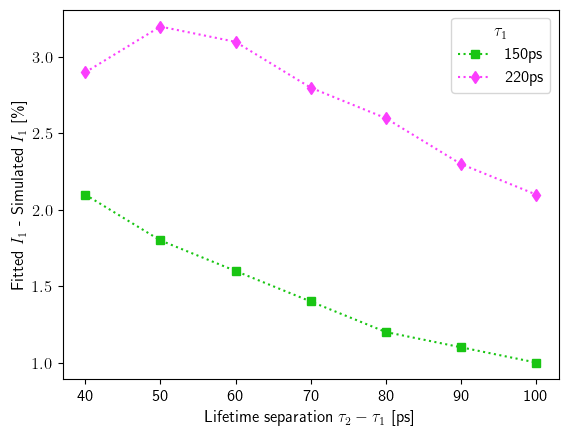 τ₁
150ps
220ps
3.0
2.5
2.0
1.5
1.0
Fitted I₁ - Simulated I₁ [%]
40 50 60 70 80 90 100
Lifetime separation τ₂ − τ₁ [ps]